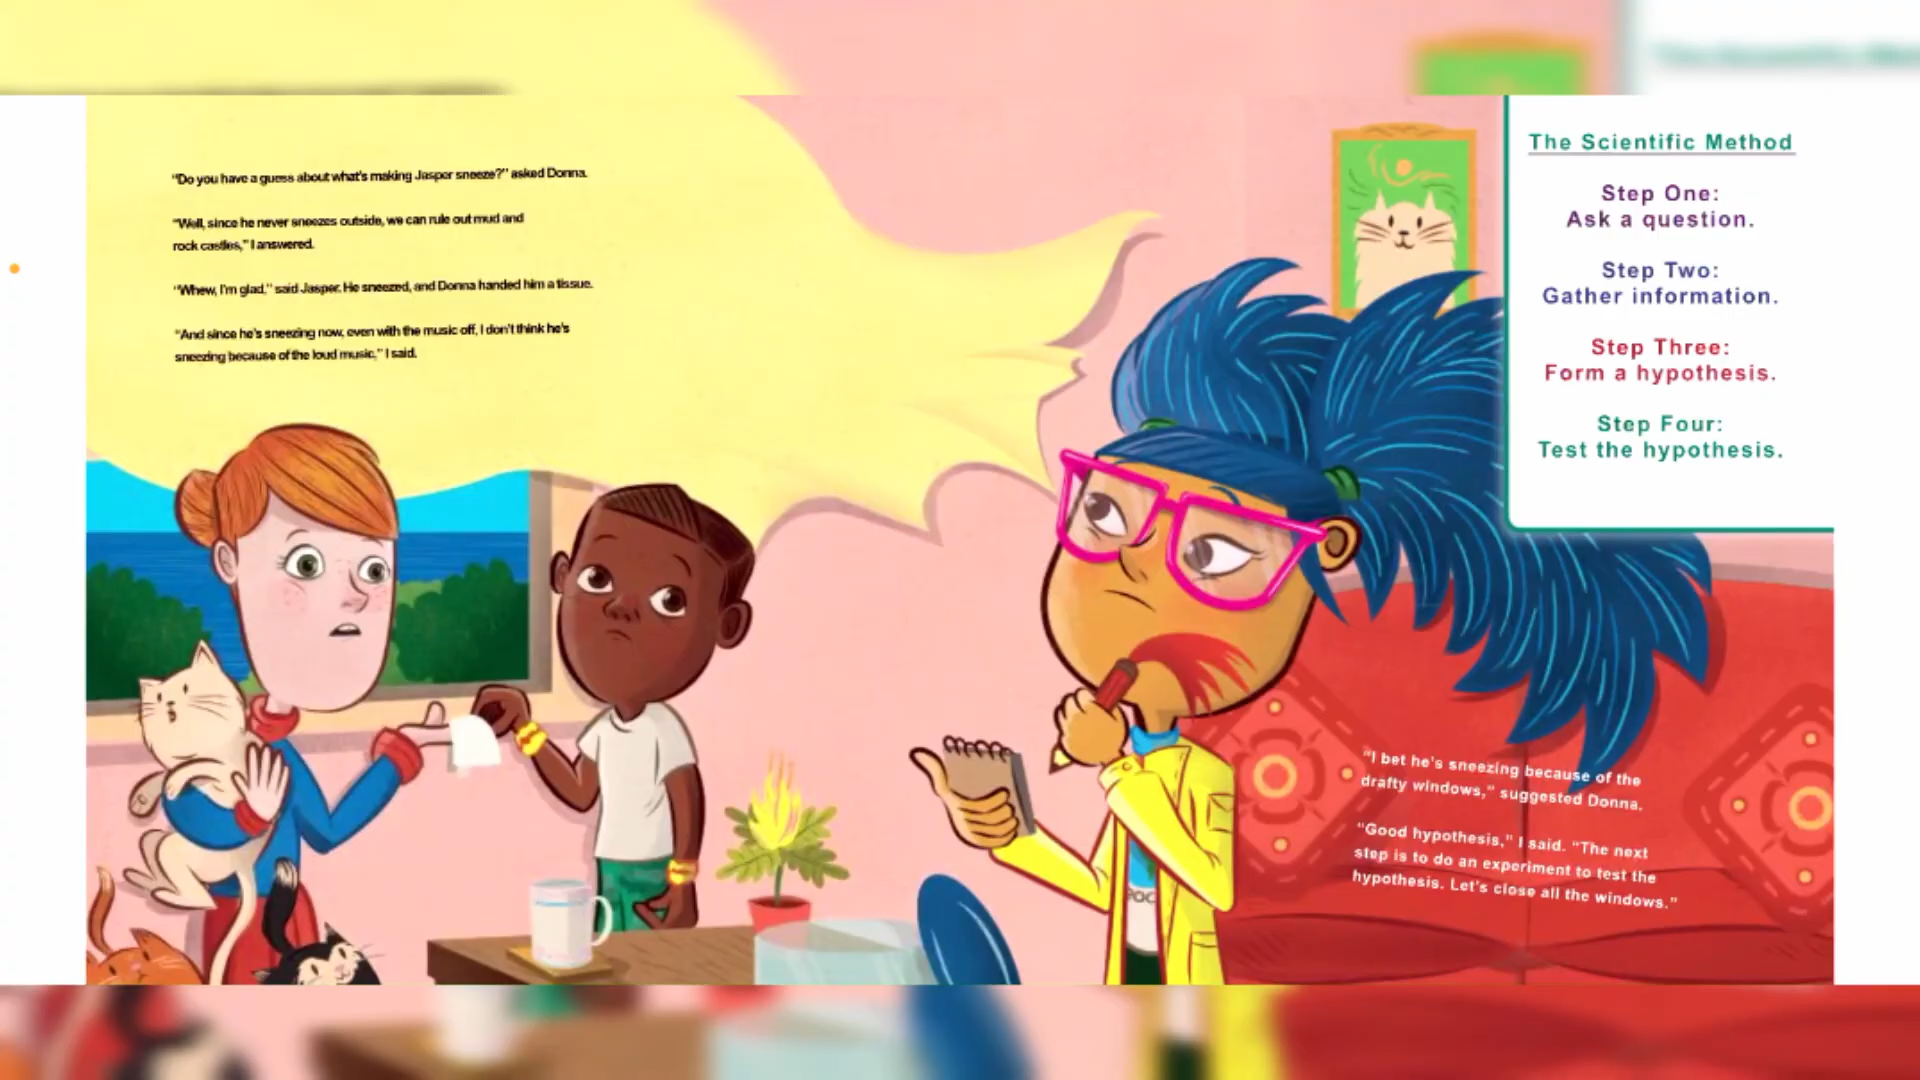 "Do you have a guess about what's making Jasper sneeze?" asked Donna.
"Well, since he never sneezes outside, we can rule out mud and
rock castles," I answered.
"Whew, I'm glad," said Jasper. He sneezed, and Donna handed him a tissue.
"And since he's sneezing now, even with the music off, I don't think he's
sneezing because of the loud music," I said.
The Scientific Method
Step One:
Ask a question.
Step Two:
Gather information.
Step Three:
Form a hypothesis.
Step Four:
Test the hypothesis.
"I bet he's sneezing because of the
drafty windows," suggested Donna.
"Good hypothesis," I said. "The next
step is to do an experiment to test the
hypothesis. Let's close all the windows."